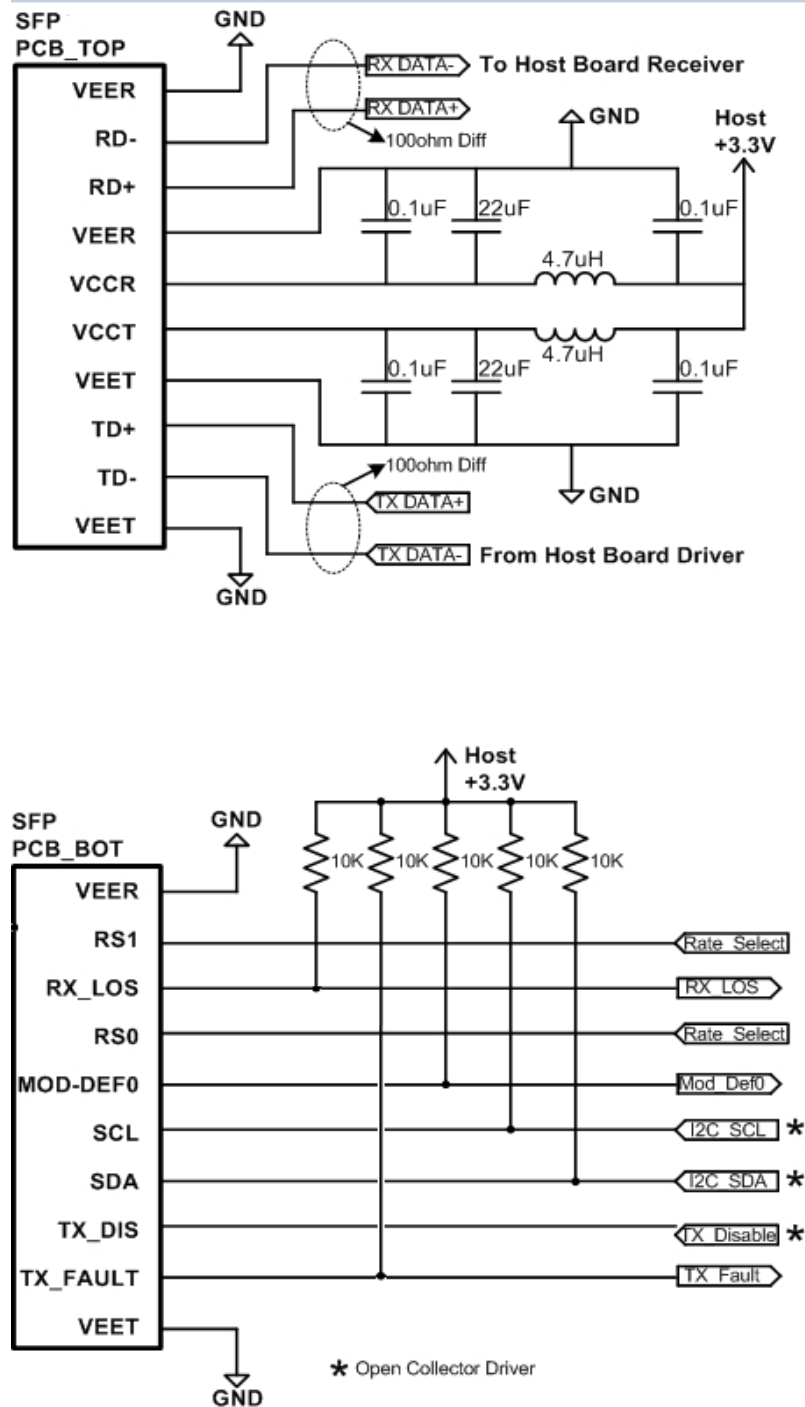 SFP
PCB_TOP
GND
VEER
RD-
RD+
VEER
VCCR
VCCT
VEET
TD+
TD-
VEET
RX DATA- To Host Board Receiver
RX DATA+
100ohm Diff
GND
Host
+3.3V
0.1uF
22uF
0.1uF
4.7uH
4.7uH
0.1uF
22uF
0.1uF
100ohm Diff
TX DATA+
GND
TX DATA- From Host Board Driver
GND
Host
+3.3V
SFP
PCB_BOT
GND
10K
10K
10K
10K
10K
VEER
RS1
Rate_Select
RX_LOS
RX_LOS
RS0
Rate_Select
MOD-DEF0
Mod_Def0
SCL
I2C_SCL *
SDA
I2C_SDA *
TX_DIS
TX_Disable *
TX_FAULT
TX_Fault
VEET
* Open Collector Driver
GND